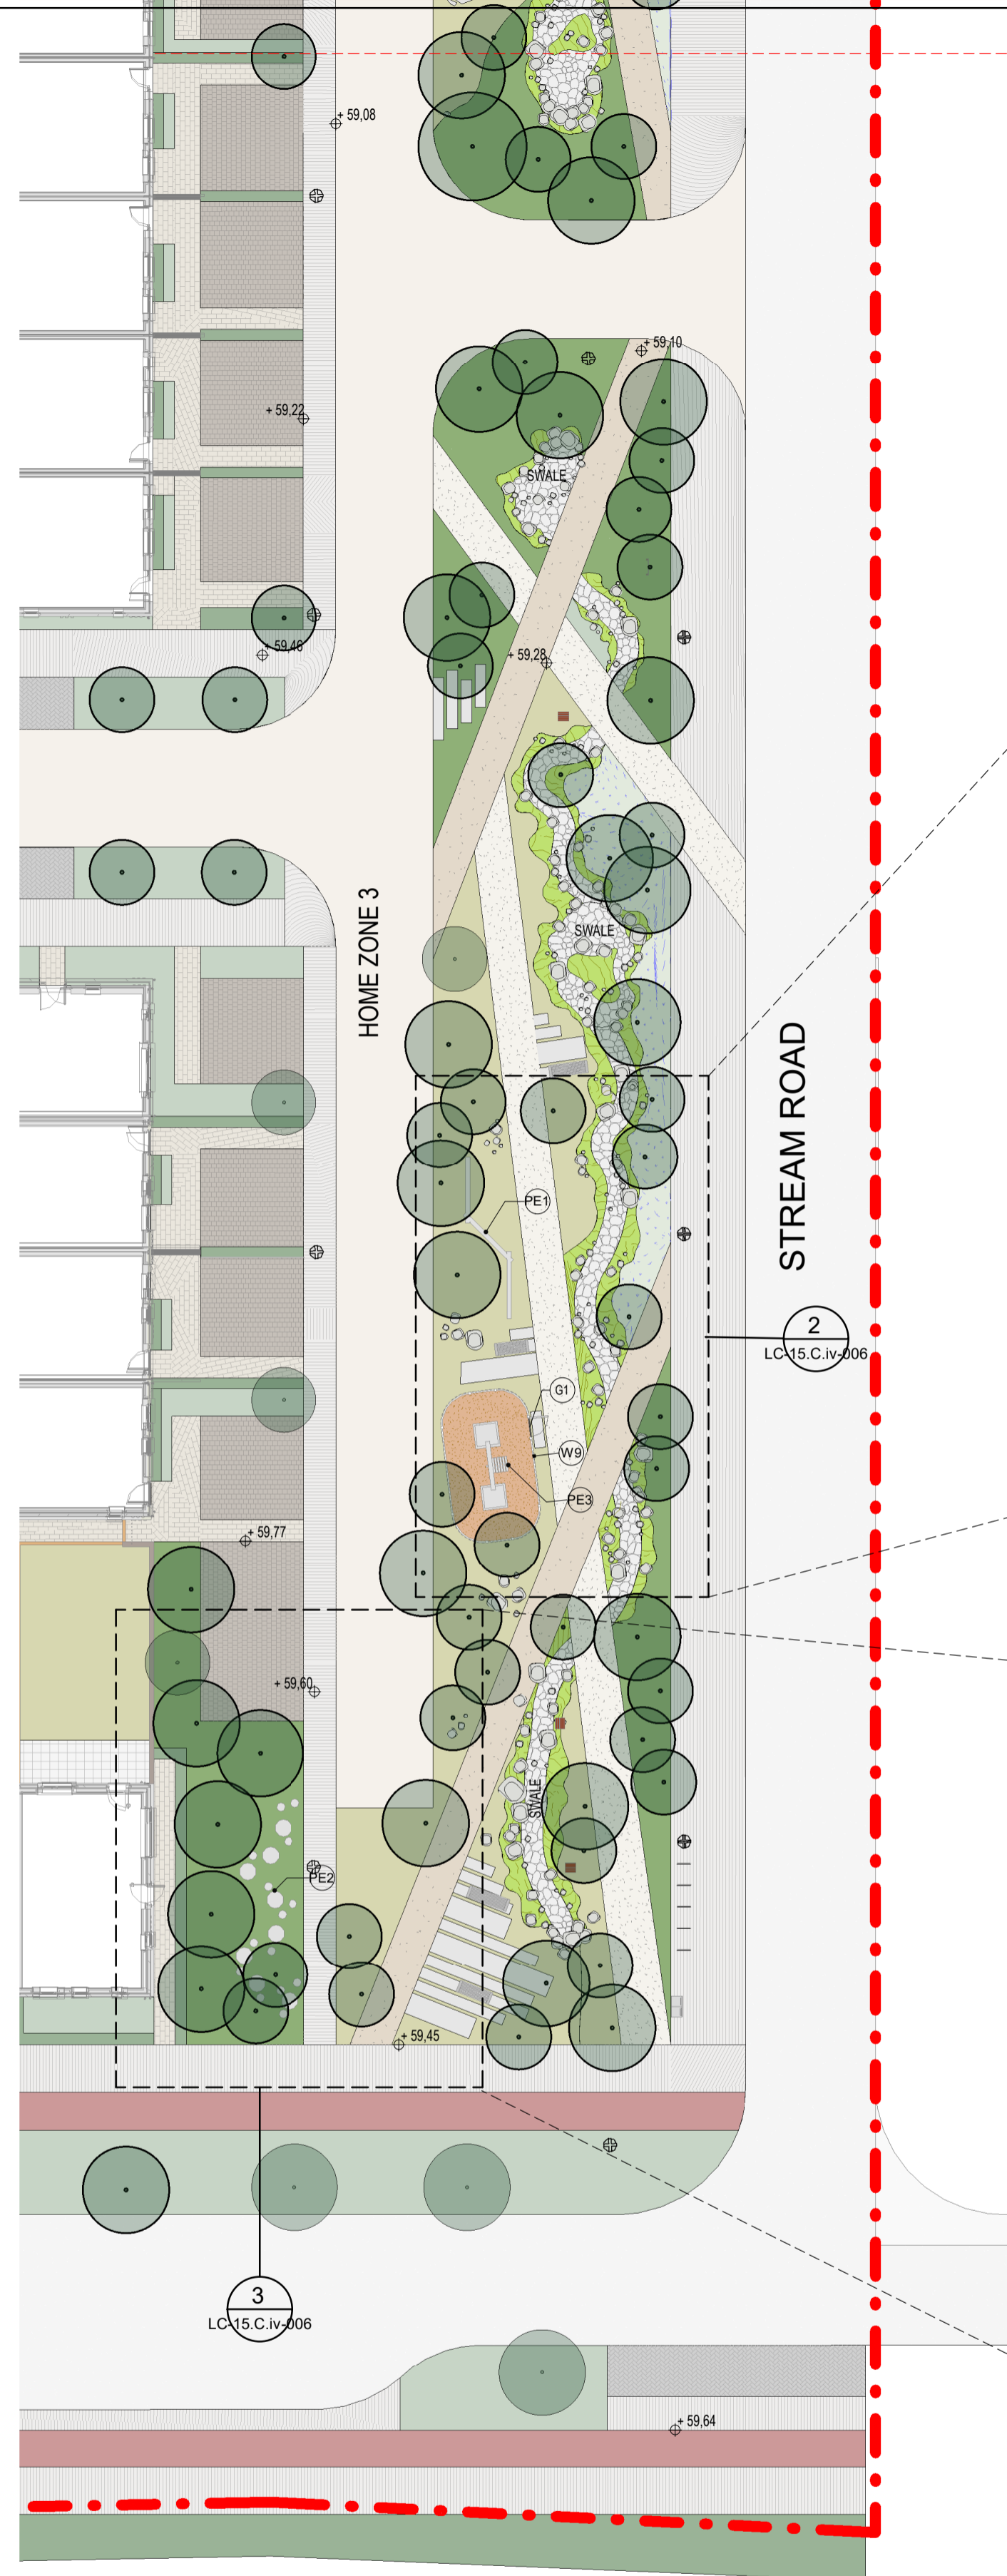 + 59,08
+ 59,10
+ 59,22
SWALE
+ 59,46
+ 59,28
HOME ZONE 3
SWALE
STREAM ROAD
PE1
2
LC-15.C.iv-006
G1
W9
PE3
+ 59,77
+ 59,60
SWALE
PE2
+ 59,45
3
LC-15.C.iv-006
+ 59,64